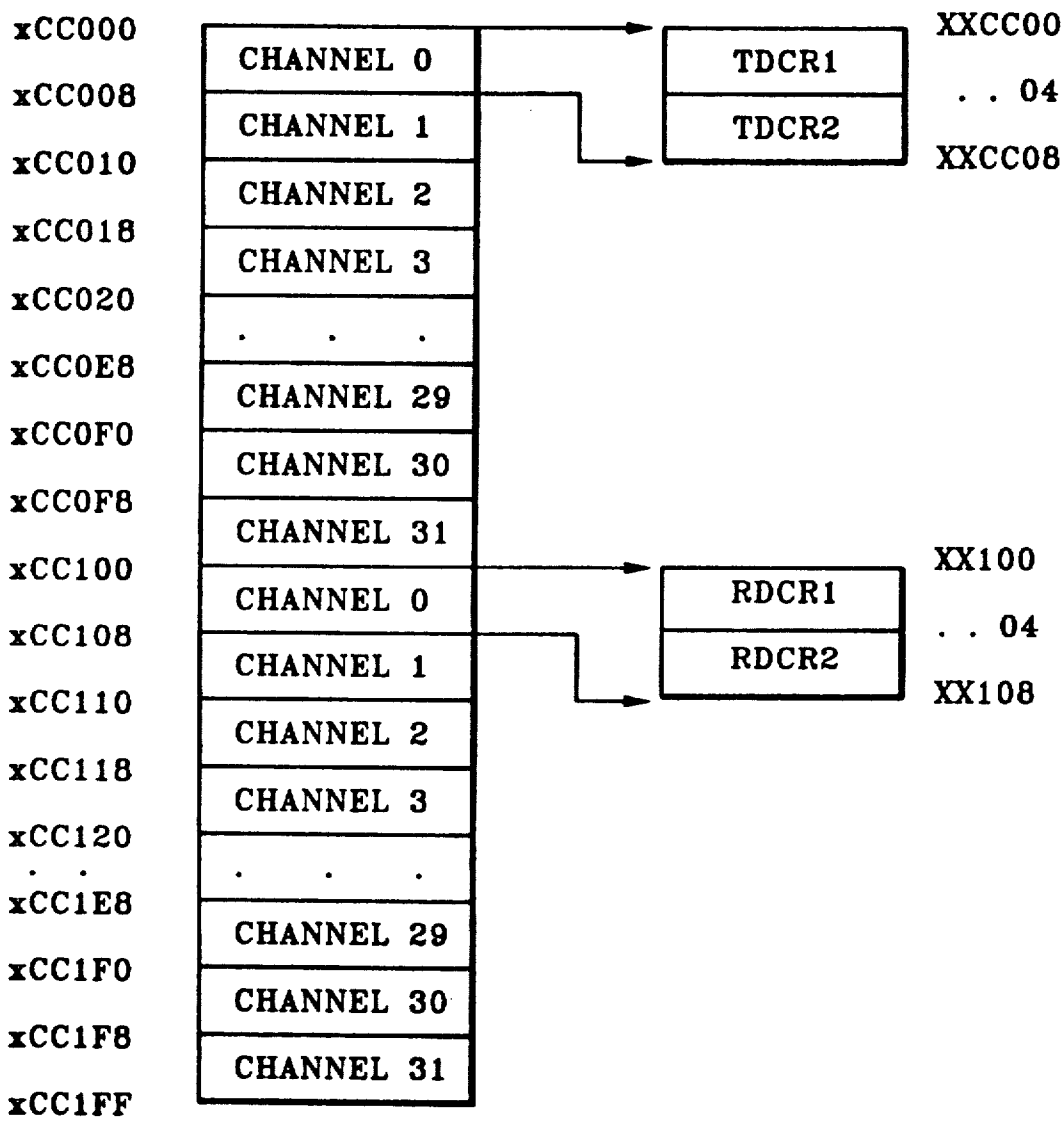 xCC000
CHANNEL 0
TDCR1
XXCC00
xCC008
. . 04
CHANNEL 1
TDCR2
xCC010
XXCC08
CHANNEL 2
xCC018
CHANNEL 3
xCC020
. . .
xCC0E8
CHANNEL 29
xCC0F0
CHANNEL 30
xCC0F8
CHANNEL 31
xCC100
XX100
CHANNEL 0
RDCR1
xCC108
. . 04
CHANNEL 1
RDCR2
xCC110
XX108
CHANNEL 2
xCC118
CHANNEL 3
xCC120
. .
. . .
xCC1E8
CHANNEL 29
xCC1F0
CHANNEL 30
xCC1F8
CHANNEL 31
xCC1FF